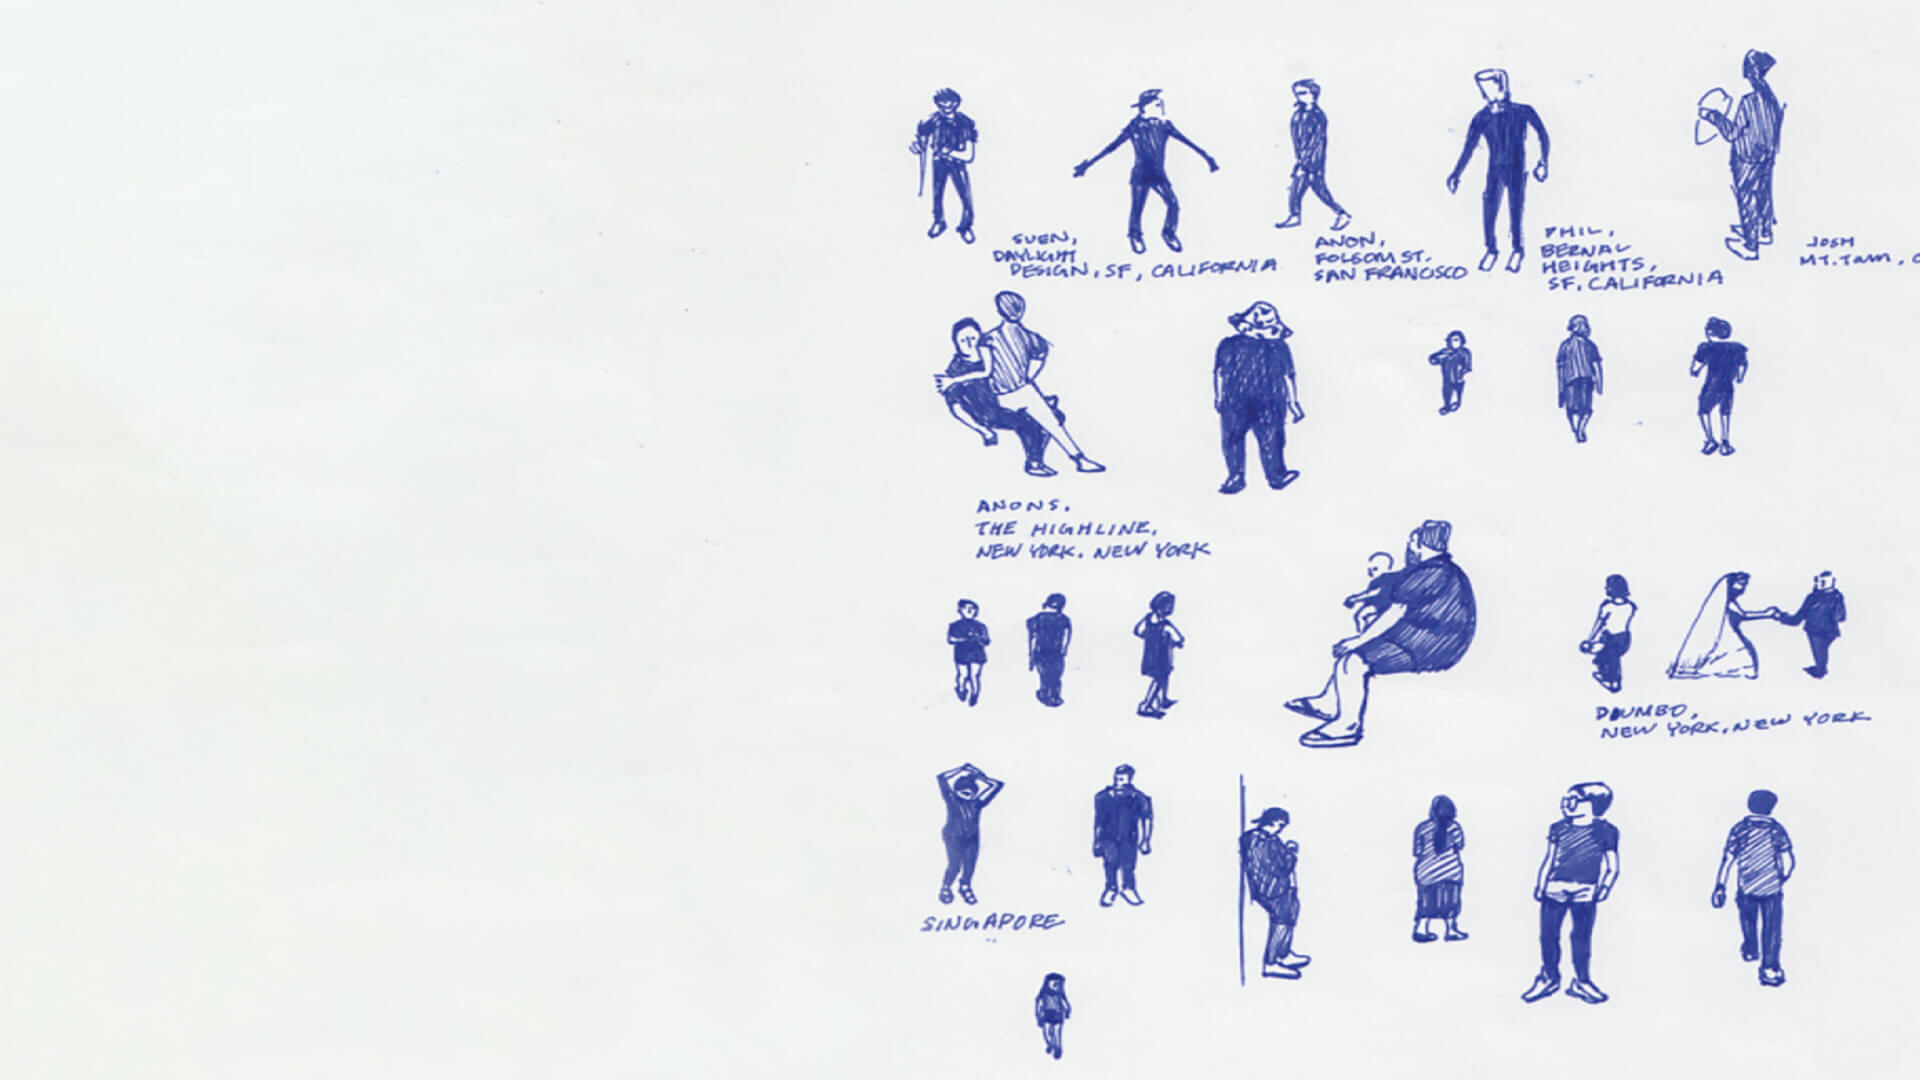 SVEN,
DAYLIGHT
DESIGN, SF, CALIFORNIA
ANON,
FOLSOM ST.
SAN FRANCISCO
PHIL,
BERNAL
HEIGHTS,
SF, CALIFORNIA
JOSH
MT. Tam, C
ANONS,
THE HIGHLINE,
NEW YORK, NEW YORK
DUMBO,
NEW YORK, NEW YORK
SINGAPORE